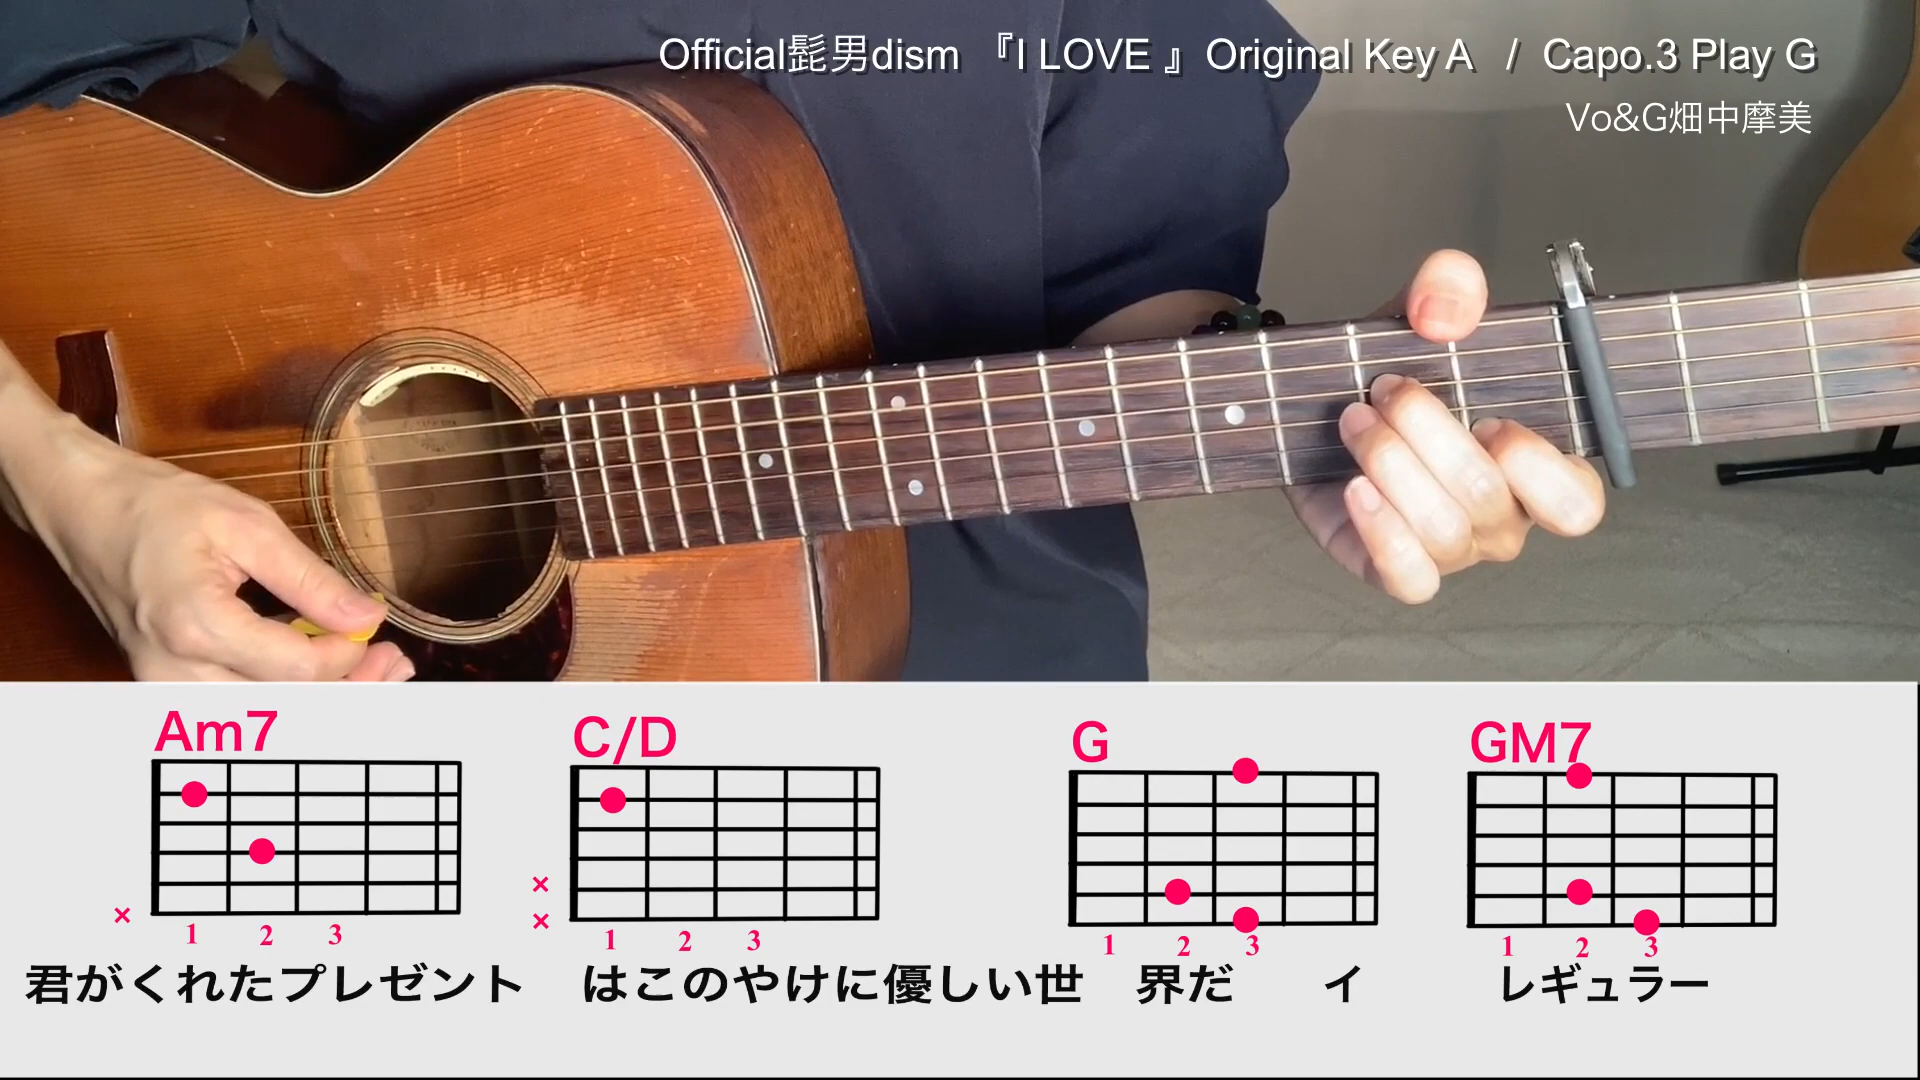 Official髭男dism 『I LOVE 』 Original Key A / Capo.3 Play G
Vo&G畑中摩美
Am7 C/D G GM7
× × ×
1 2 3 1 2 3 1 2 3 1 2 3
君がくれたプレゼント はこのやけに優しい世 界だ イ レギュラー